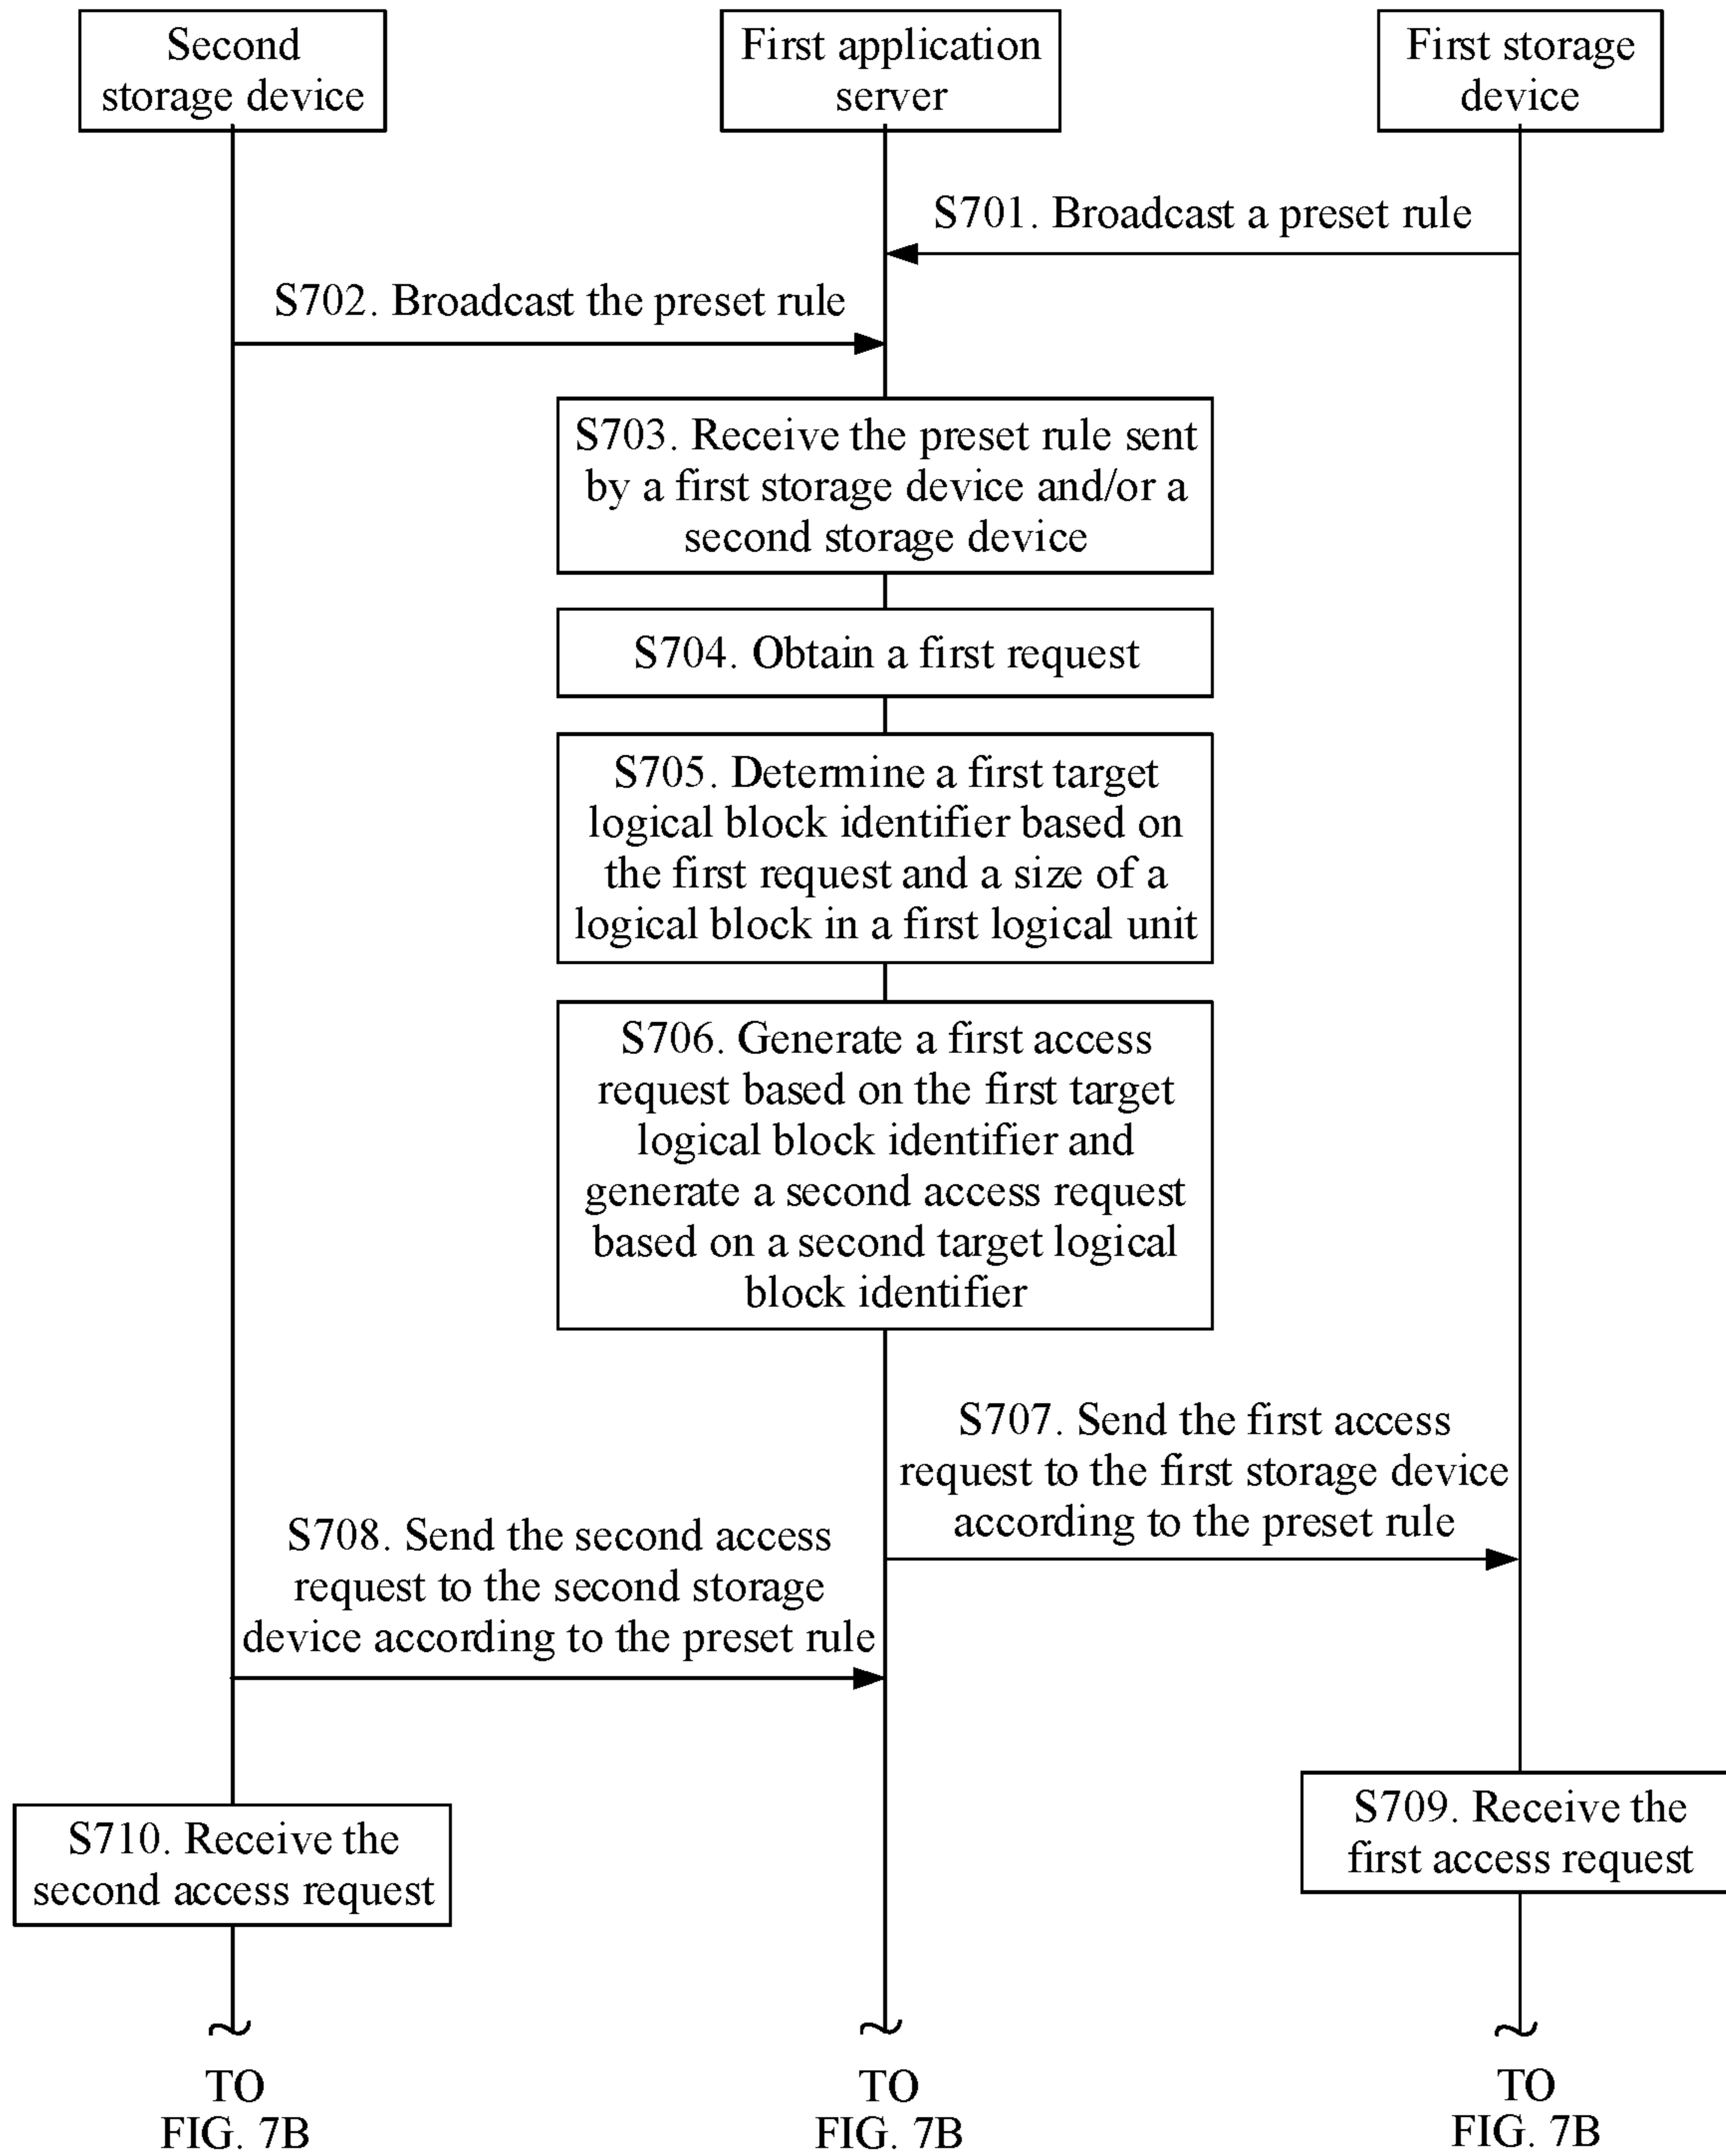 Second
storage device
First application
server
First storage
device
S701. Broadcast a preset rule
S702. Broadcast the preset rule
S703. Receive the preset rule sent
by a first storage device and/or a
second storage device
S704. Obtain a first request
S705. Determine a first target
logical block identifier based on
the first request and a size of a
logical block in a first logical unit
S706. Generate a first access
request based on the first target
logical block identifier and
generate a second access request
based on a second target logical
block identifier
S707. Send the first access
request to the first storage device
according to the preset rule
S708. Send the second access
request to the second storage
device according to the preset rule
S709. Receive the
first access request
S710. Receive the
second access request
TO
FIG. 7B
TO
FIG. 7B
TO
FIG. 7B